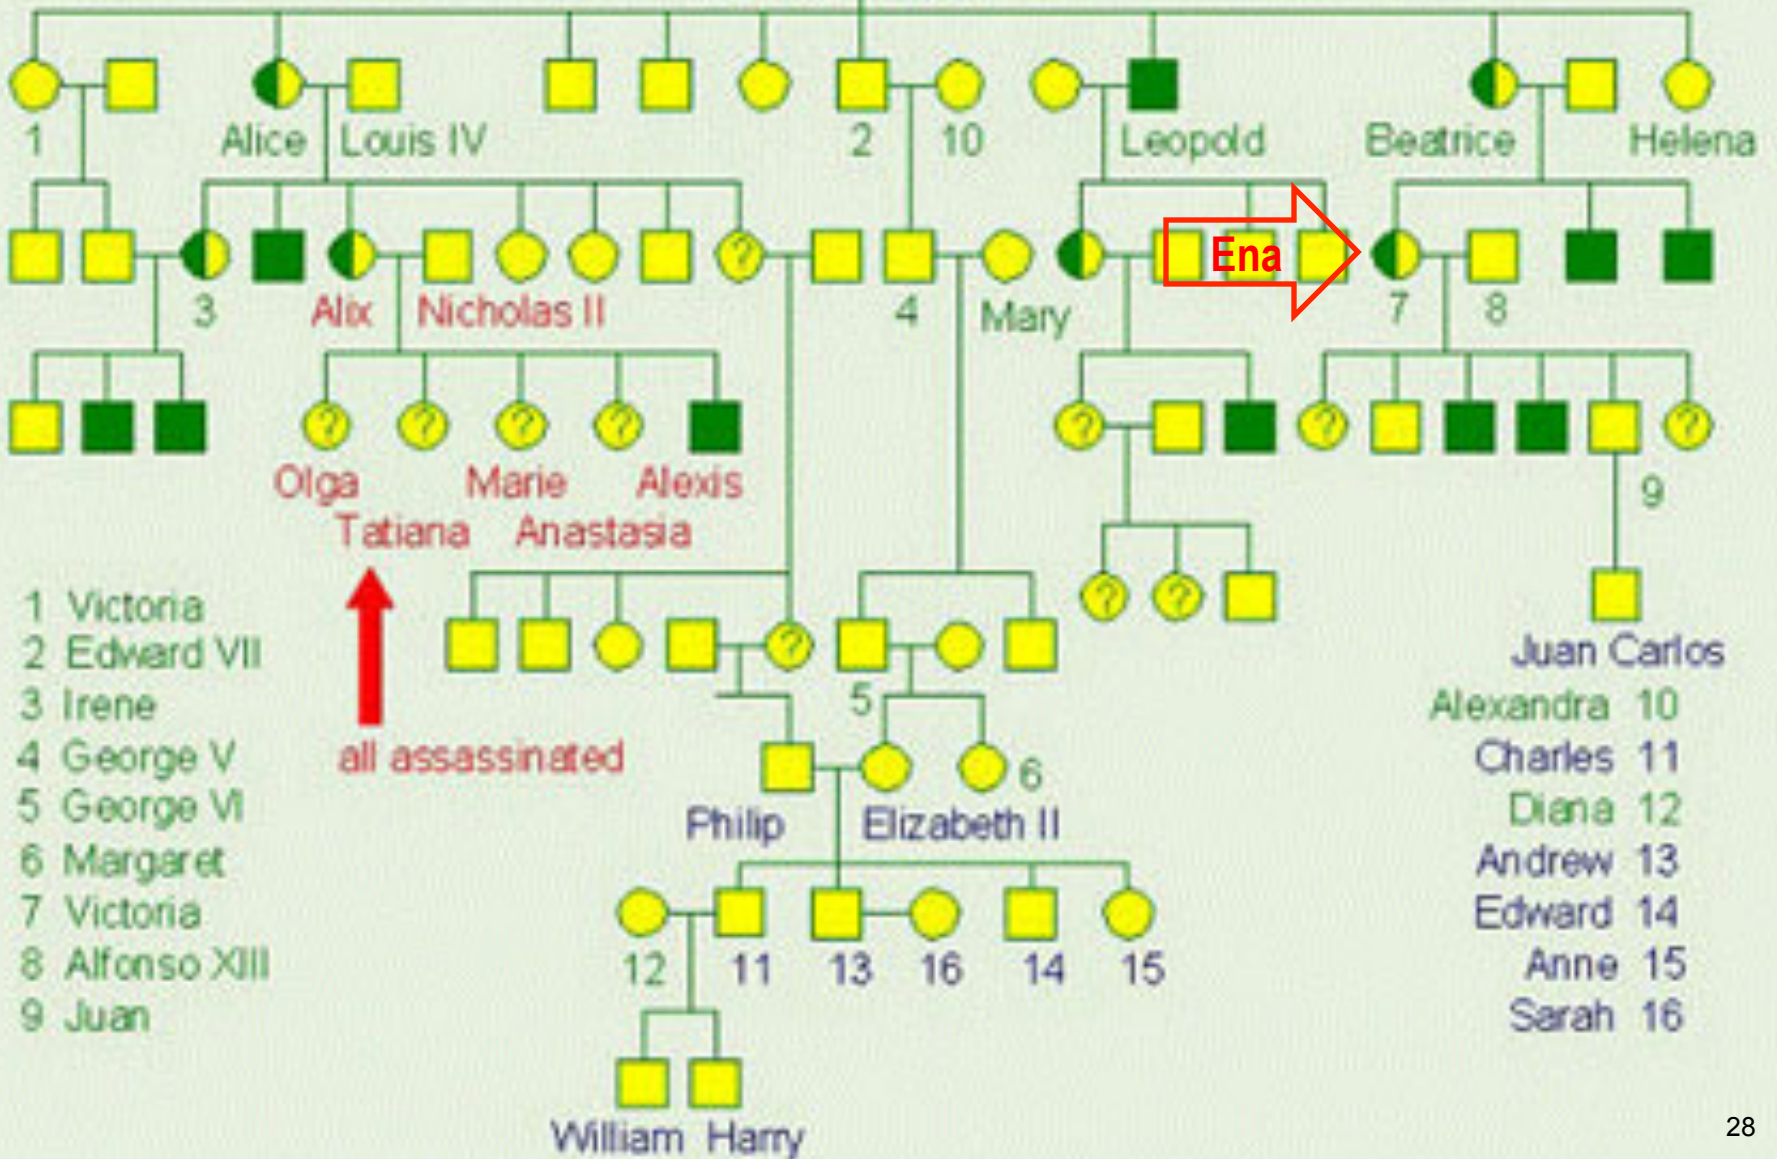 1 Alice Louis IV 2 10 Leopold Beatrice Helena
?
Ena
3 Alix Nicholas II 4 Mary 7 8
? ? ? ? ? ? ?
Olga Marie Alexis 9
Tatiana Anastasia
? ?
?
1 Victoria
2 Edward VII
3 Irene
4 George V
5 George VI
6 Margaret
7 Victoria
8 Alfonso XIII
9 Juan
all assassinated
5
6
Philip Elizabeth II
12 11 13 16 14 15
William Harry
Juan Carlos
Alexandra 10
Charles 11
Diana 12
Andrew 13
Edward 14
Anne 15
Sarah 16
28